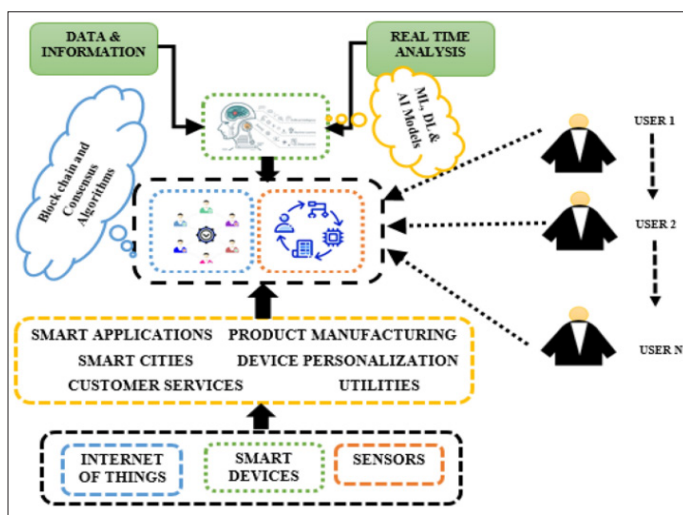 DATA &
INFORMATION
REAL TIME
ANALYSIS
ML, DL &
AI Models
Block chain and
Consensus
Algorithms
USER 1
USER 2
USER N
SMART APPLICATIONS PRODUCT MANUFACTURING
SMART CITIES DEVICE PERSONALIZATION
CUSTOMER SERVICES UTILITIES
INTERNET
OF THINGS
SMART
DEVICES
SENSORS